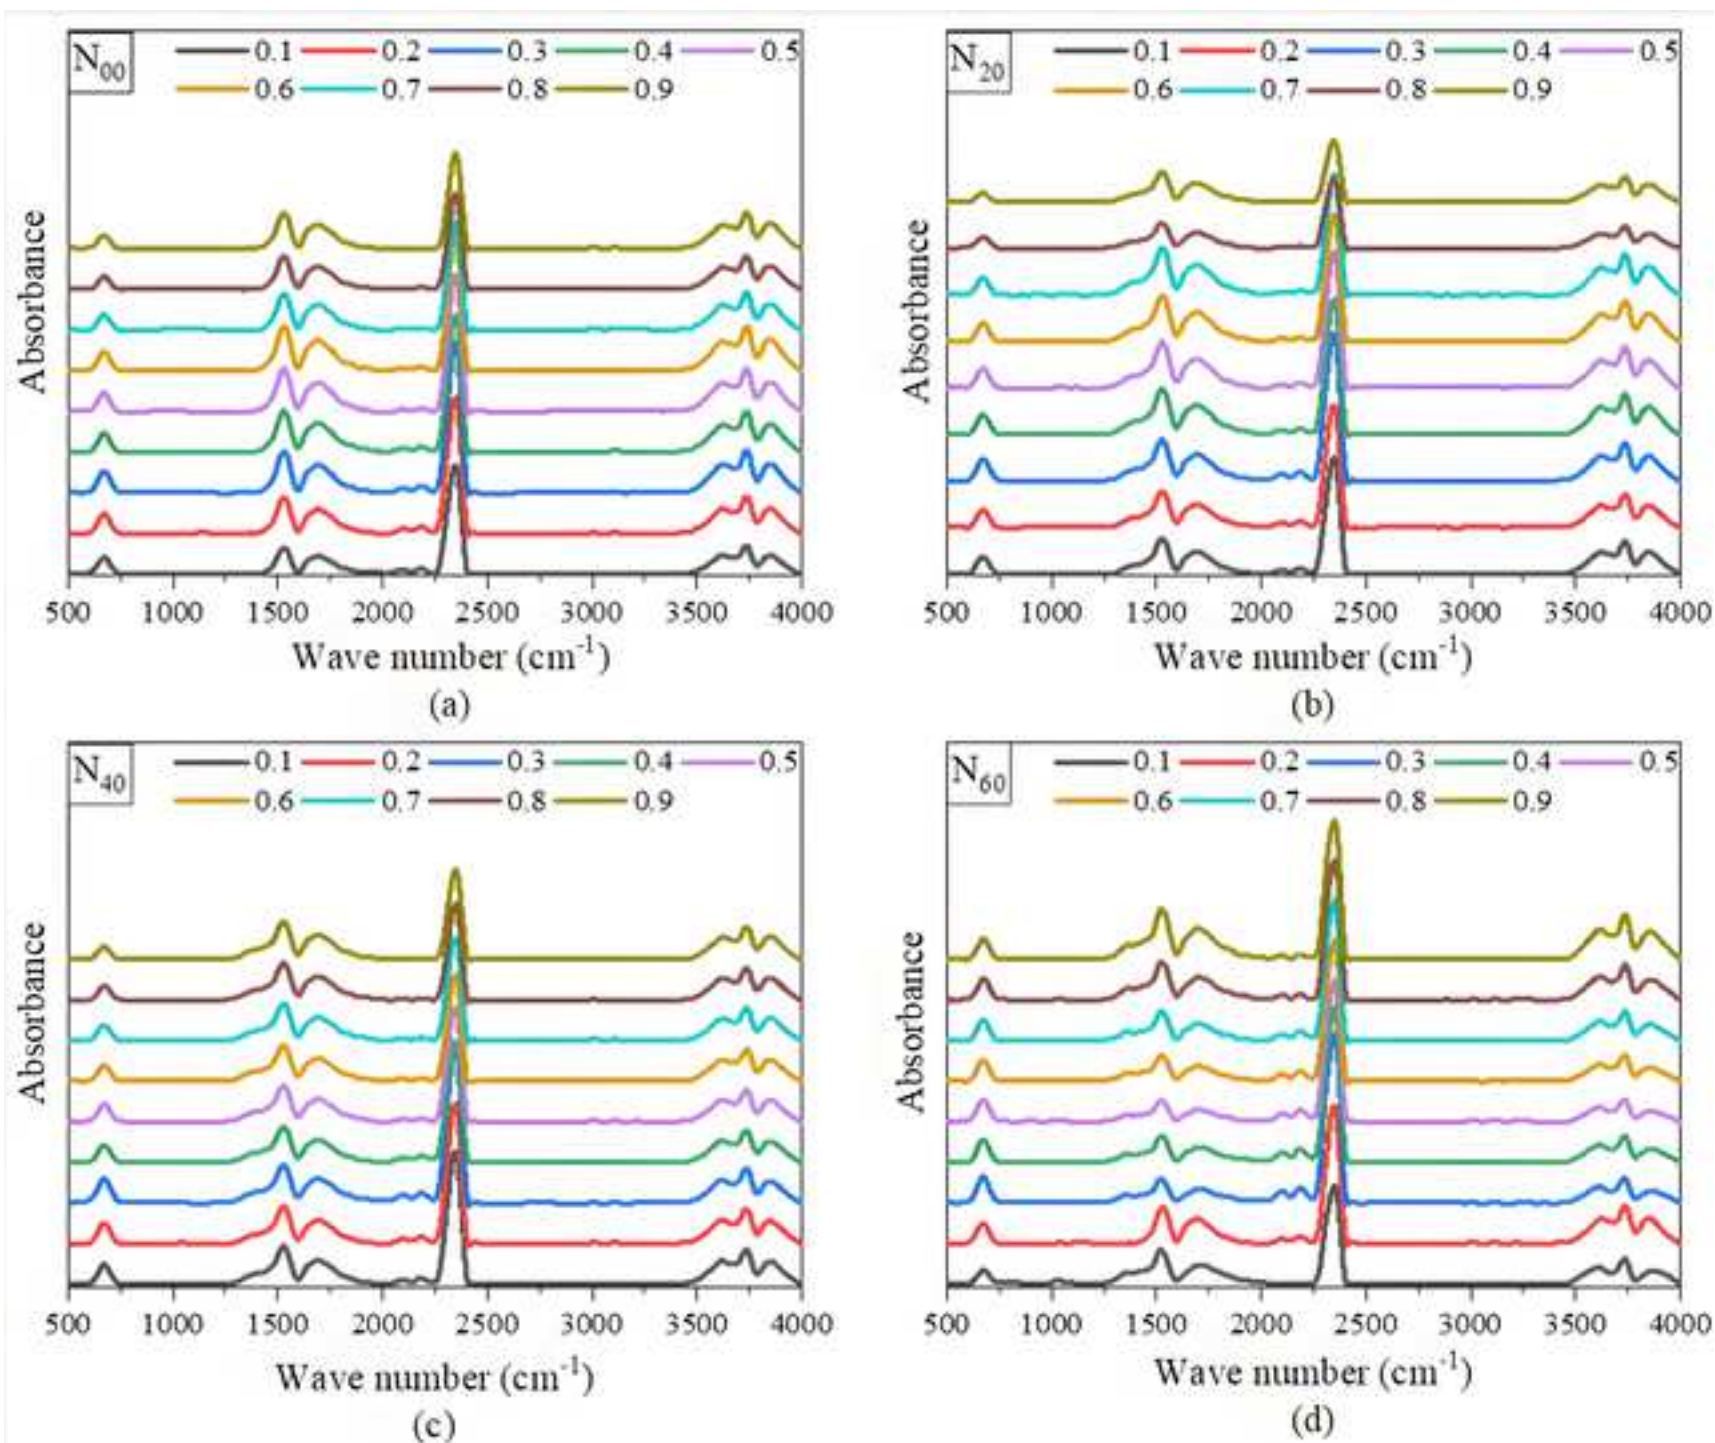 N00 0.1 0.2 0.3 0.4 0.5
0.6 0.7 0.8 0.9
Absorbance
500 1000 1500 2000 2500 3000 3500 4000
Wave number (cm-1)
(a)
N20 0.1 0.2 0.3 0.4 0.5
0.6 0.7 0.8 0.9
Absorbance
500 1000 1500 2000 2500 3000 3500 4000
Wave number (cm-1)
(b)
N40 0.1 0.2 0.3 0.4 0.5
0.6 0.7 0.8 0.9
Absorbance
500 1000 1500 2000 2500 3000 3500 4000
Wave number (cm-1)
(c)
N60 0.1 0.2 0.3 0.4 0.5
0.6 0.7 0.8 0.9
Absorbance
500 1000 1500 2000 2500 3000 3500 4000
Wave number (cm-1)
(d)